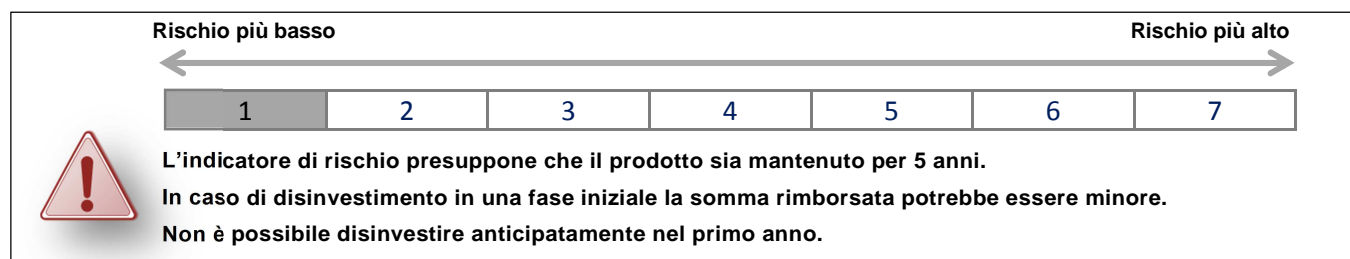 Rischio più basso Rischio più alto
1 2 3 4 5 6 7
L'indicatore di rischio presuppone che il prodotto sia mantenuto per 5 anni.
In caso di disinvestimento in una fase iniziale la somma rimborsata potrebbe essere minore.
Non è possibile disinvestire anticipatamente nel primo anno.